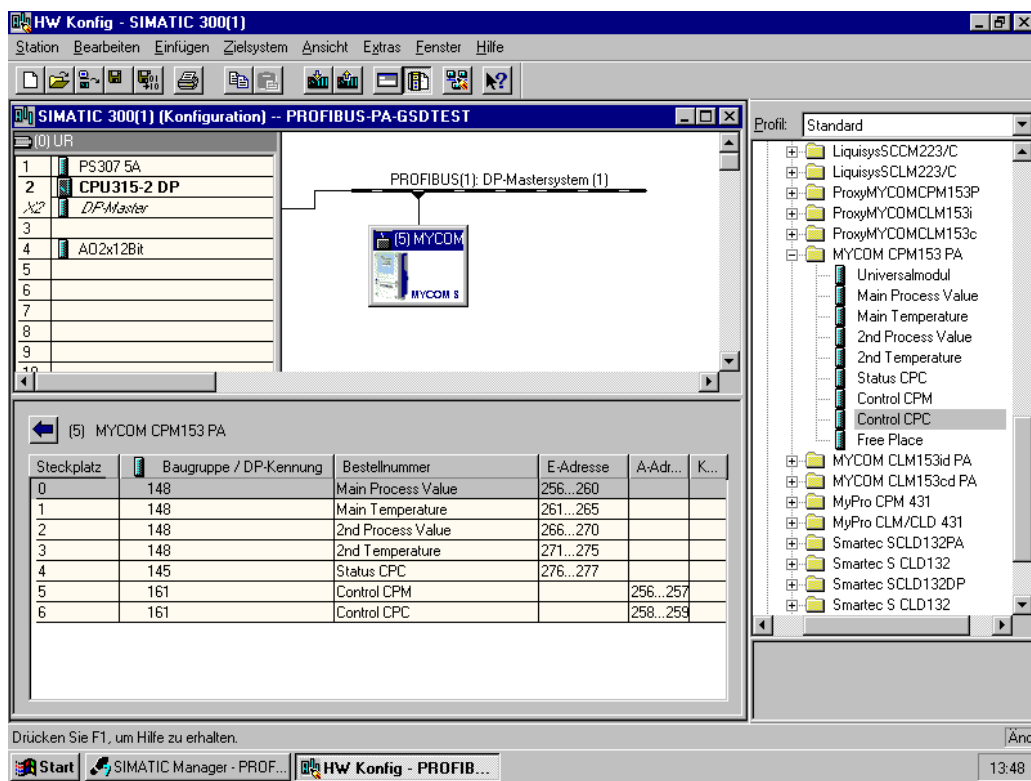 HW Konfig - SIMATIC 300(1)
Station Bearbeiten Einfügen Zielsystem Ansicht Extras Fenster Hilfe
SIMATIC 300(1) (Konfiguration) -- PROFIBUS-PA-GSDTEST
(0) UR
1 PS307 5A
2 CPU315-2 DP
X2 DP-Master
3
4 AO2x12Bit
5
6
7
8
9
10
PROFIBUS(1): DP-Mastersystem (1)
(5) MYCOM
MYCOM S
Profil: Standard
LiquisysSCCM223/C
LiquisysSCLM223/C
ProxyMYCOMCPM153P
ProxyMYCOMCLM153i
ProxyMYCOMCLM153c
MYCOM CPM153 PA
Universalmodul
Main Process Value
Main Temperature
2nd Process Value
2nd Temperature
Status CPC
Control CPM
Control CPC
Free Place
MYCOM CLM153id PA
MYCOM CLM153cd PA
MyPro CPM 431
MyPro CLM/CLD 431
Smartec SCLD132PA
Smartec S CLD132
Smartec SCLD132DP
Smartec S CLD132
(5) MYCOM CPM153 PA
Steckplatz Baugruppe / DP-Kennung Bestellnummer E-Adresse A-Adr... K...
0 148 Main Process Value 256...260
1 148 Main Temperature 261...265
2 148 2nd Process Value 266...270
3 148 2nd Temperature 271...275
4 145 Status CPC 276...277
5 161 Control CPM 256...257
6 161 Control CPC 258...259
Drücken Sie F1, um Hilfe zu erhalten.
Änd
Start SIMATIC Manager - PROF... HW Konfig - PROFIB... 13:48